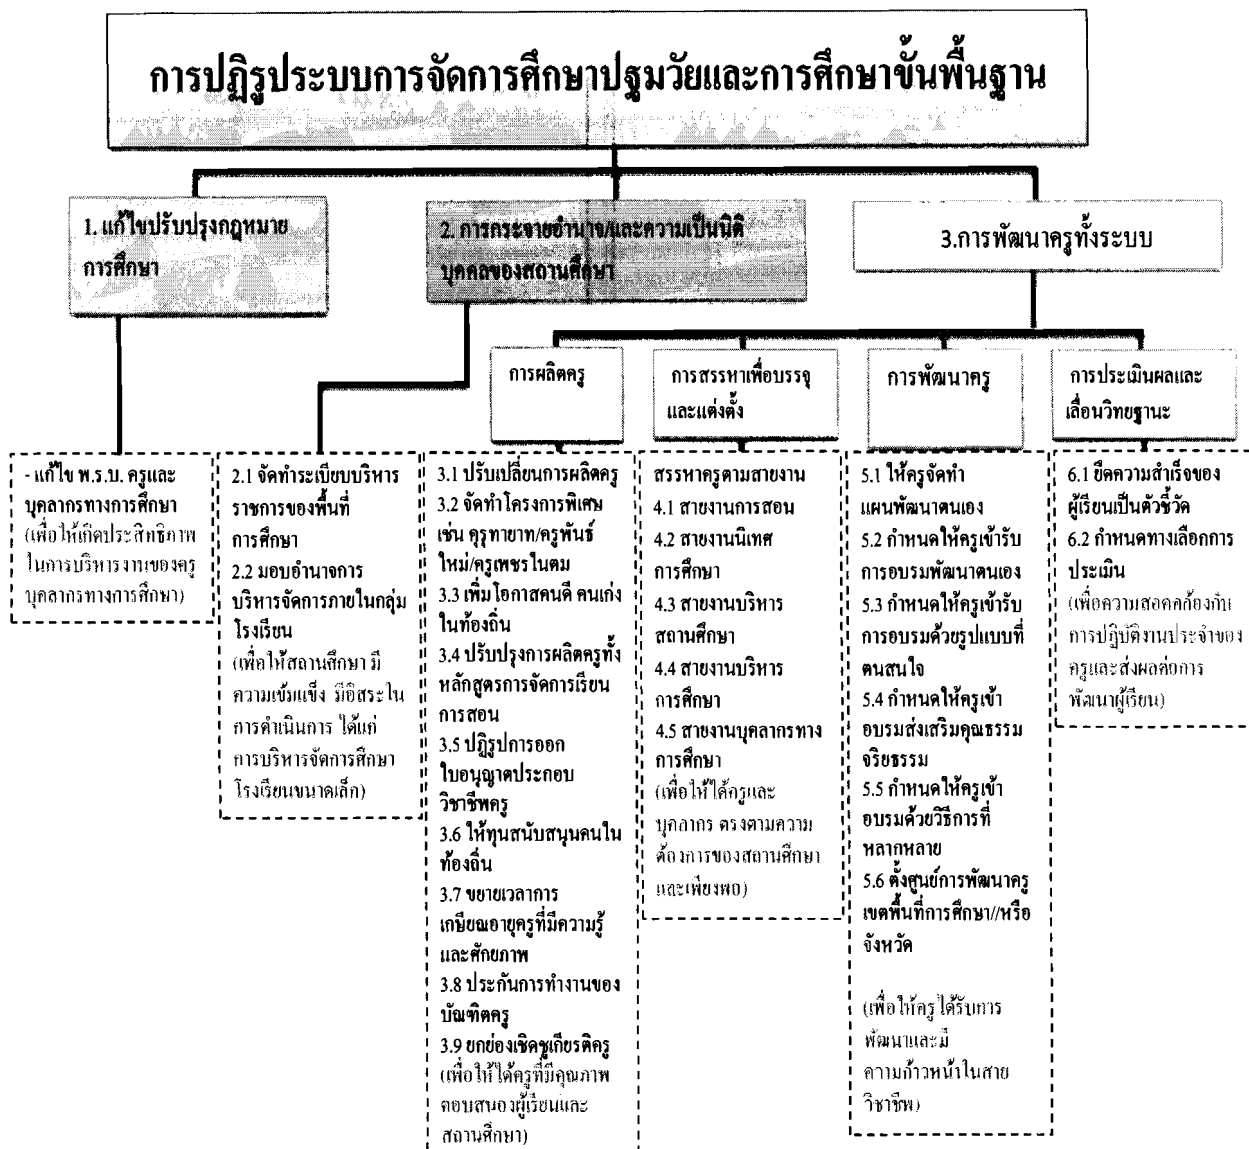 การปฏิรูประบบการจัดการศึกษาปฐมวัยและการศึกษาขั้นพื้นฐาน
1. แก้ไขปรับปรุงกฎหมาย
การศึกษา
2. การกระจายอำนาจ/และความเป็นนิติ
บุคคลของสถานศึกษา
3.การพัฒนาครูทั้งระบบ
การผลิตครู
การสรรหาเพื่อบรรจุ
และแต่งตั้ง
การพัฒนาครู
การประเมินผลและ
เลื่อนวิทยฐานะ
- แก้ไข พ.ร.บ. ครูและ
บุคลากรทางการศึกษา
(เพื่อให้เกิดประสิทธิภาพ
ในการบริหารงานของครู
บุคลากรทางการศึกษา)
2.1 จัดทำระเบียบบริหาร
ราชการของพื้นที่
การศึกษา
2.2 มอบอำนาจการ
บริหารจัดการภายในกลุ่ม
โรงเรียน
(เพื่อให้สถานศึกษา มี
ความเข้มแข็ง มีอิสระใน
การดำเนินการ ได้แก่
การบริหารจัดการศึกษา
โรงเรียนขนาดเล็ก)
3.1 ปรับเปลี่ยนการผลิตครู
3.2 จัดทำโครงการพิเศษ
เช่น คุรุทายาท/ครูพันธ์
ใหม่/ครูเพชรในตม
3.3 เพิ่มโอกาสคนดี คนเก่ง
ในท้องถิ่น
3.4 ปรับปรุงการผลิตครูทั้ง
หลักสูตรการจัดการเรียน
การสอน
3.5 ปฏิรูปการออก
ใบอนุญาตประกอบ
วิชาชีพครู
3.6 ให้ทุนสนับสนุนคนใน
ท้องถิ่น
3.7 ขยายเวลาการ
เกษียณอายุครูที่มีความรู้
และศักยภาพ
3.8 ประกันการทำงานของ
บัณฑิตครู
3.9 ยกย่องเชิดชูเกียรติครู
(เพื่อให้ได้ครูที่มีคุณภาพ
ตอบสนองผู้เรียนและ
สถานศึกษา)
สรรหาครูตามสายงาน
4.1 สายงานการสอน
4.2 สายงานนิเทศ
การศึกษา
4.3 สายงานบริหาร
สถานศึกษา
4.4 สายงานบริหาร
การศึกษา
4.5 สายงานบุคลากรทาง
การศึกษา
(เพื่อให้ได้ครูและ
บุคลากร ตรงตามความ
ต้องการของสถานศึกษา
และเพียงพอ)
5.1 ให้ครูจัดทำ
แผนพัฒนาตนเอง
5.2 กำหนดให้ครูเข้ารับ
การอบรมพัฒนาตนเอง
5.3 กำหนดให้ครูเข้ารับ
การอบรมด้วยรูปแบบที่
ตนสนใจ
5.4 กำหนดให้ครูเข้า
อบรมส่งเสริมคุณธรรม
จริยธรรม
5.5 กำหนดให้ครูเข้า
อบรมด้วยวิธีการที่
หลากหลาย
5.6 ตั้งศูนย์การพัฒนาครู
เขตพื้นที่การศึกษา//หรือ
จังหวัด
(เพื่อให้ครูได้รับการ
พัฒนาและมี
ความก้าวหน้าในสาย
วิชาชีพ)
6.1 ยึดความสำเร็จของ
ผู้เรียนเป็นตัวชี้วัด
6.2 กำหนดทางเลือกการ
ประเมิน
(เพื่อความสอดคล้องกับ
การปฏิบัติงานประจำของ
ครูและส่งผลต่อการ
พัฒนาผู้เรียน)